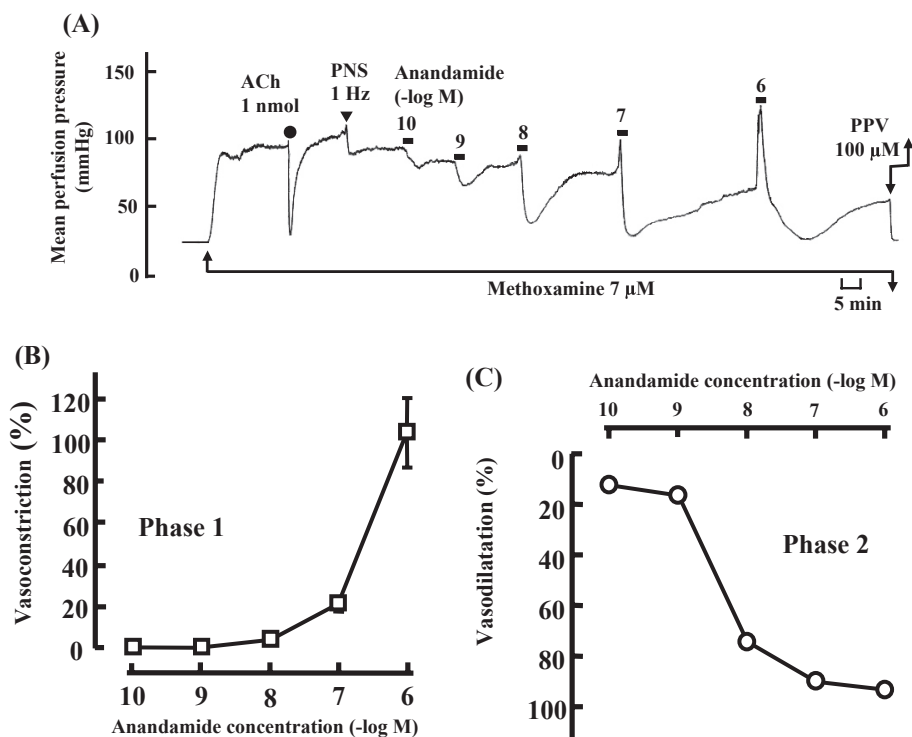 (A)
Mean perfusion pressure
(mmHg)
150
100
50
0
ACh
1 nmol
PNS
1 Hz
Anandamide
(-log M)
10
9
8
7
6
PPV
100 μM
Methoxamine 7 μM
5 min
(B)
Vasoconstriction (%)
120
100
80
60
40
20
0
Phase 1
10 9 8 7 6
Anandamide concentration (-log M)
(C)
Anandamide concentration (-log M)
10 9 8 7 6
Vasodilatation (%)
0
20
40
60
80
100
Phase 2